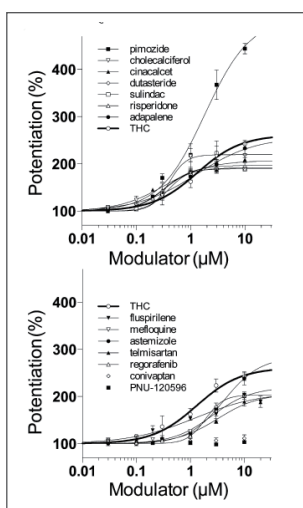 pimozide
cholecalciferol
cinacalcet
dutasteride
sulindac
risperidone
adapalene
THC
400
300
200
100
Potentiation (%)
0.01
0.1
1
10
Modulator (µM)
THC
fluspirilene
mefloquine
astemizole
telmisartan
regorafenib
conivaptan
PNU-120596
400
300
200
100
Potentiation (%)
0.01
0.1
1
10
Modulator (µM)